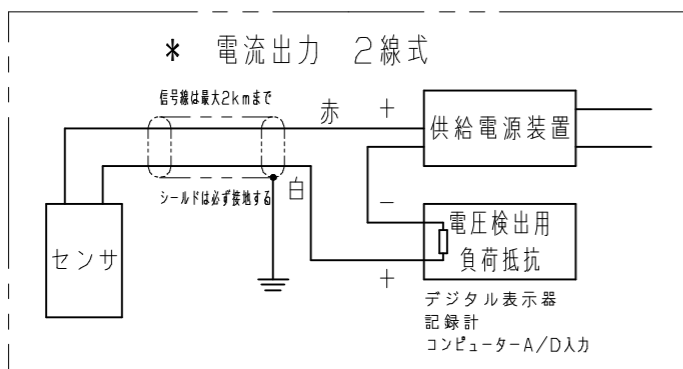 * 電流出力 2線式
信号線は最大2kmまで
赤 +
供給電源装置
シールドは必ず接地する
白
-
センサ
電圧検出用
負荷抵抗
+
デジタル表示器
記録計
コンピューターA/D入力